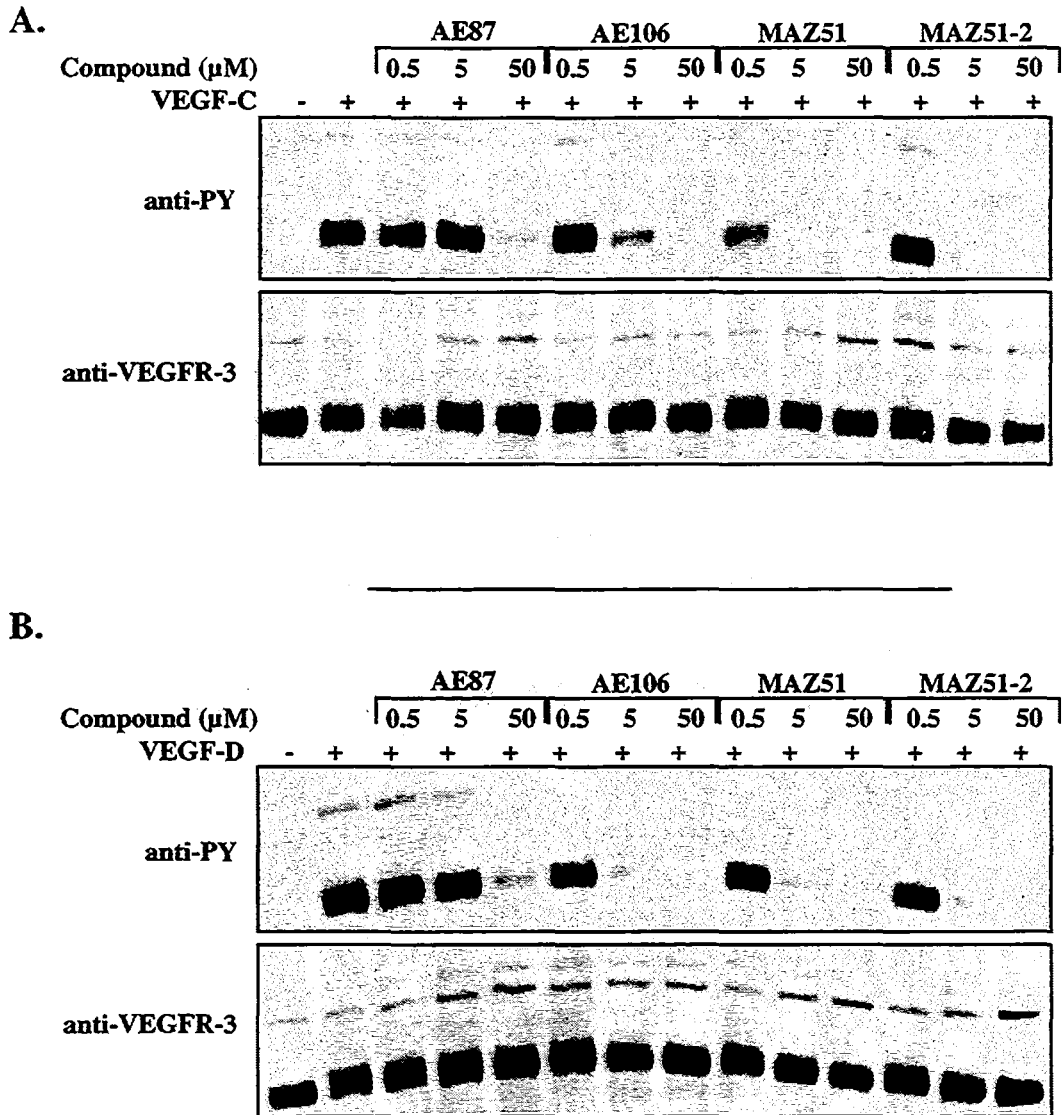 A.
AE87 AE106 MAZ51 MAZ51-2
Compound (µM) 0.5 5 50 0.5 5 50 0.5 5 50 0.5 5 50
VEGF-C - + + + + + + + + + + + + +
anti-PY
anti-VEGFR-3
B.
AE87 AE106 MAZ51 MAZ51-2
Compound (µM) 0.5 5 50 0.5 5 50 0.5 5 50 0.5 5 50
VEGF-D - + + + + + + + + + + + + +
anti-PY
anti-VEGFR-3